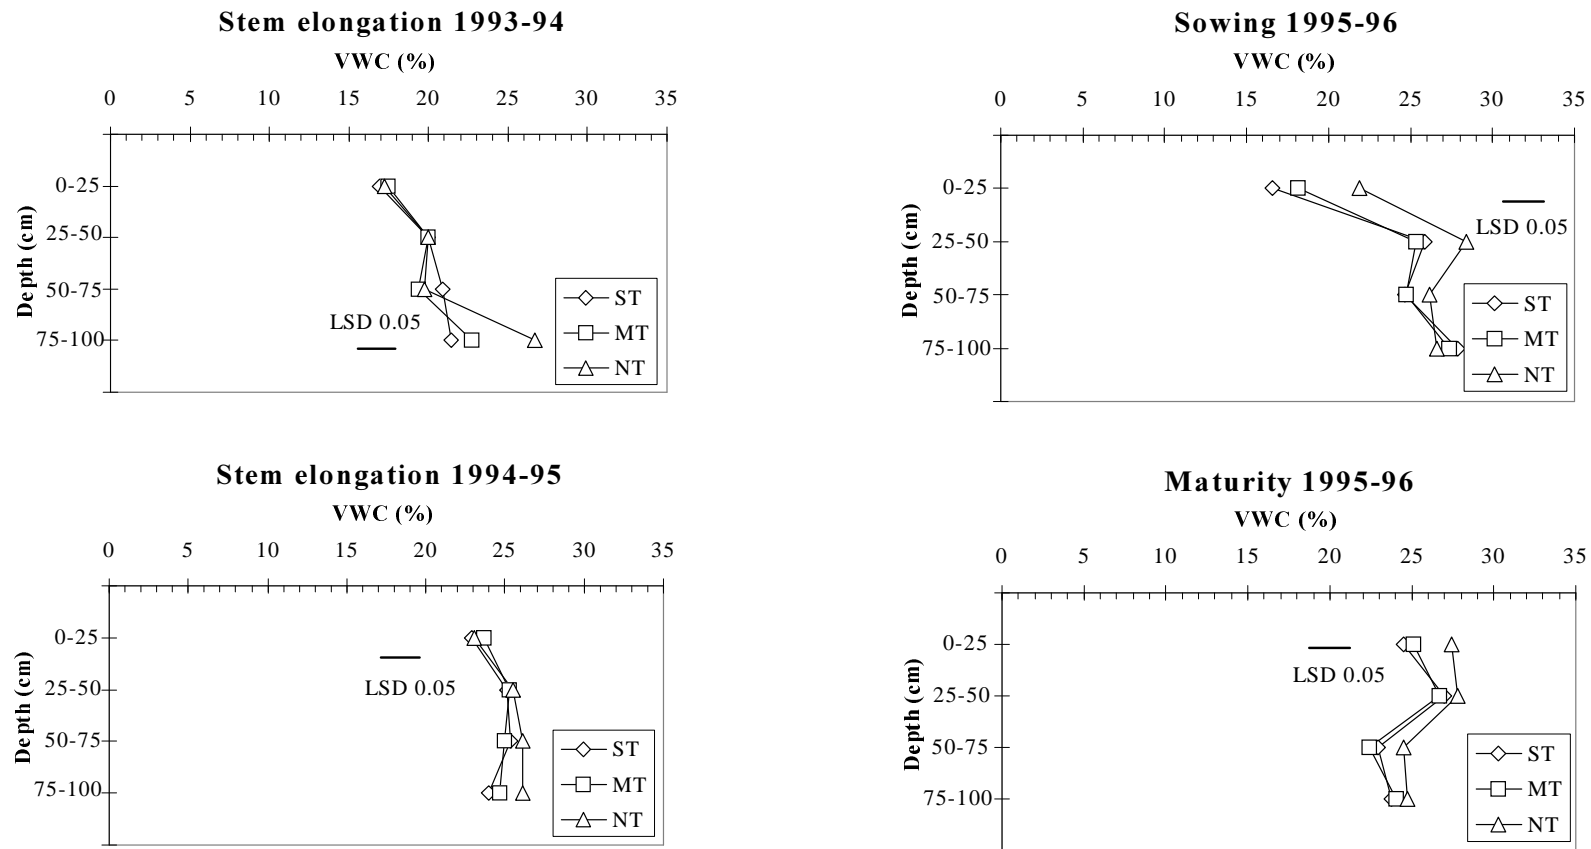 Stem elongation 1993-94
VWC (%)
0 5 10 15 20 25 30 35
Depth (cm)
0-25
25-50
50-75
75-100
LSD 0.05
ST
MT
NT
Sowing 1995-96
VWC (%)
0 5 10 15 20 25 30 35
Depth (cm)
0-25
25-50
50-75
75-100
LSD 0.05
ST
MT
NT
Stem elongation 1994-95
VWC (%)
0 5 10 15 20 25 30 35
Depth (cm)
0-25
25-50
50-75
75-100
LSD 0.05
ST
MT
NT
Maturity 1995-96
VWC (%)
0 5 10 15 20 25 30 35
Depth (cm)
0-25
25-50
50-75
75-100
LSD 0.05
ST
MT
NT